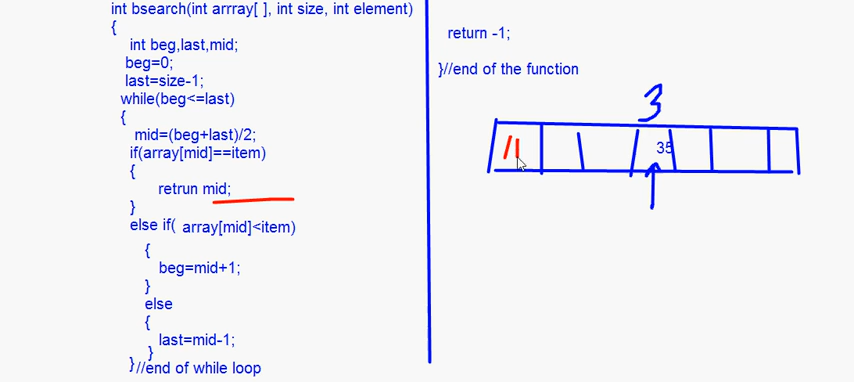 int bsearch(int arrray[ ], int size, int element)
{
int beg,last,mid;
beg=0;
last=size-1;
while(beg<=last)
{
mid=(beg+last)/2;
if(array[mid]==item)
{
retrun mid;
}
else if( array[mid]<item)
{
beg=mid+1;
}
else
{
last=mid-1;
}
}//end of while loop
return -1;
}//end of the function
3
11 35